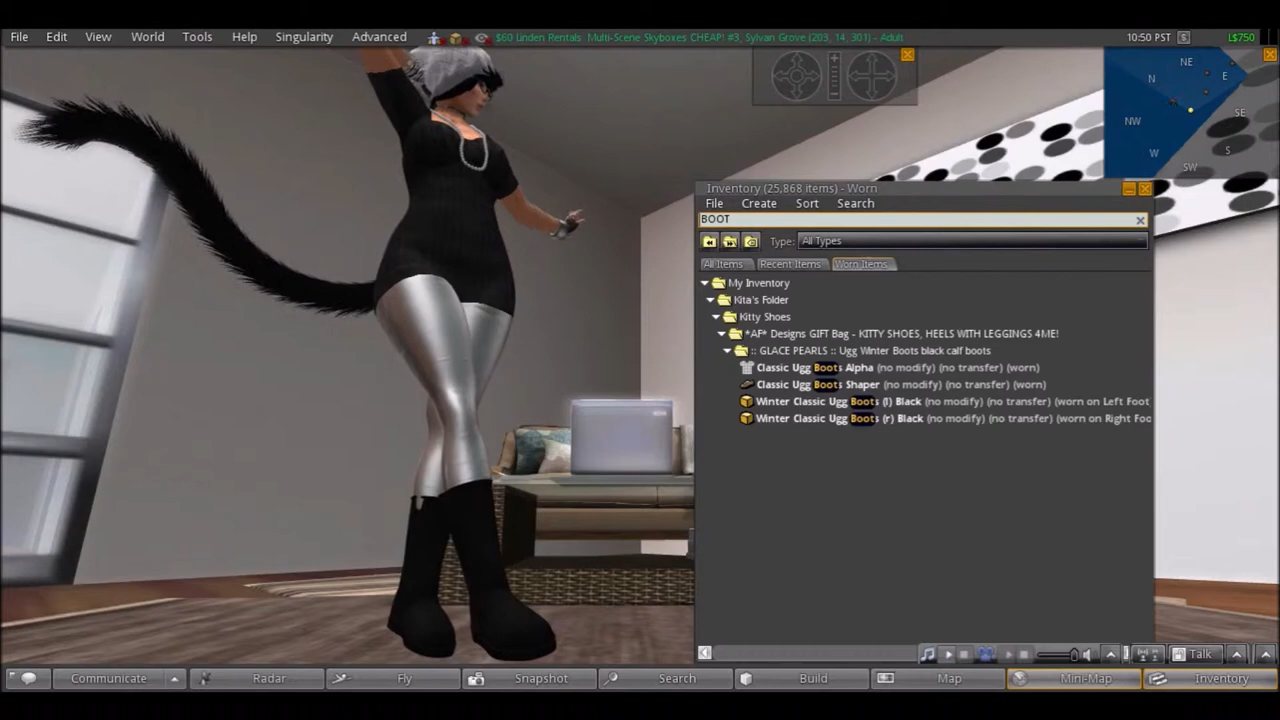 File Edit View World Tools Help Singularity Advanced $60 Linden Rentals Multi-Scene Skyboxes CHEAP! #3, Sylvan Grove (203, 14, 301) - Adult 10:50 PST $ L$750
N NE E SE S SW W NW
Inventory (25,868 items) - Worn
File Create Sort Search
BOOT
Type: All Types
All Items Recent Items Worn Items
My Inventory
Kita's Folder
Kitty Shoes
*AF* Designs GIFT Bag - KITTY SHOES, HEELS WITH LEGGINGS 4ME!
:: GLACE PEARLS :: Ugg Winter Boots black calf boots
Classic Ugg Boots Alpha (no modify) (no transfer) (worn)
Classic Ugg Boots Shaper (no modify) (no transfer) (worn)
Winter Classic Ugg Boots (l) Black (no modify) (no transfer) (worn on Left Foot
Winter Classic Ugg Boots (r) Black (no modify) (no transfer) (worn on Right Foo
Talk
Communicate Radar Fly Snapshot Search Build Map Mini-Map Inventory